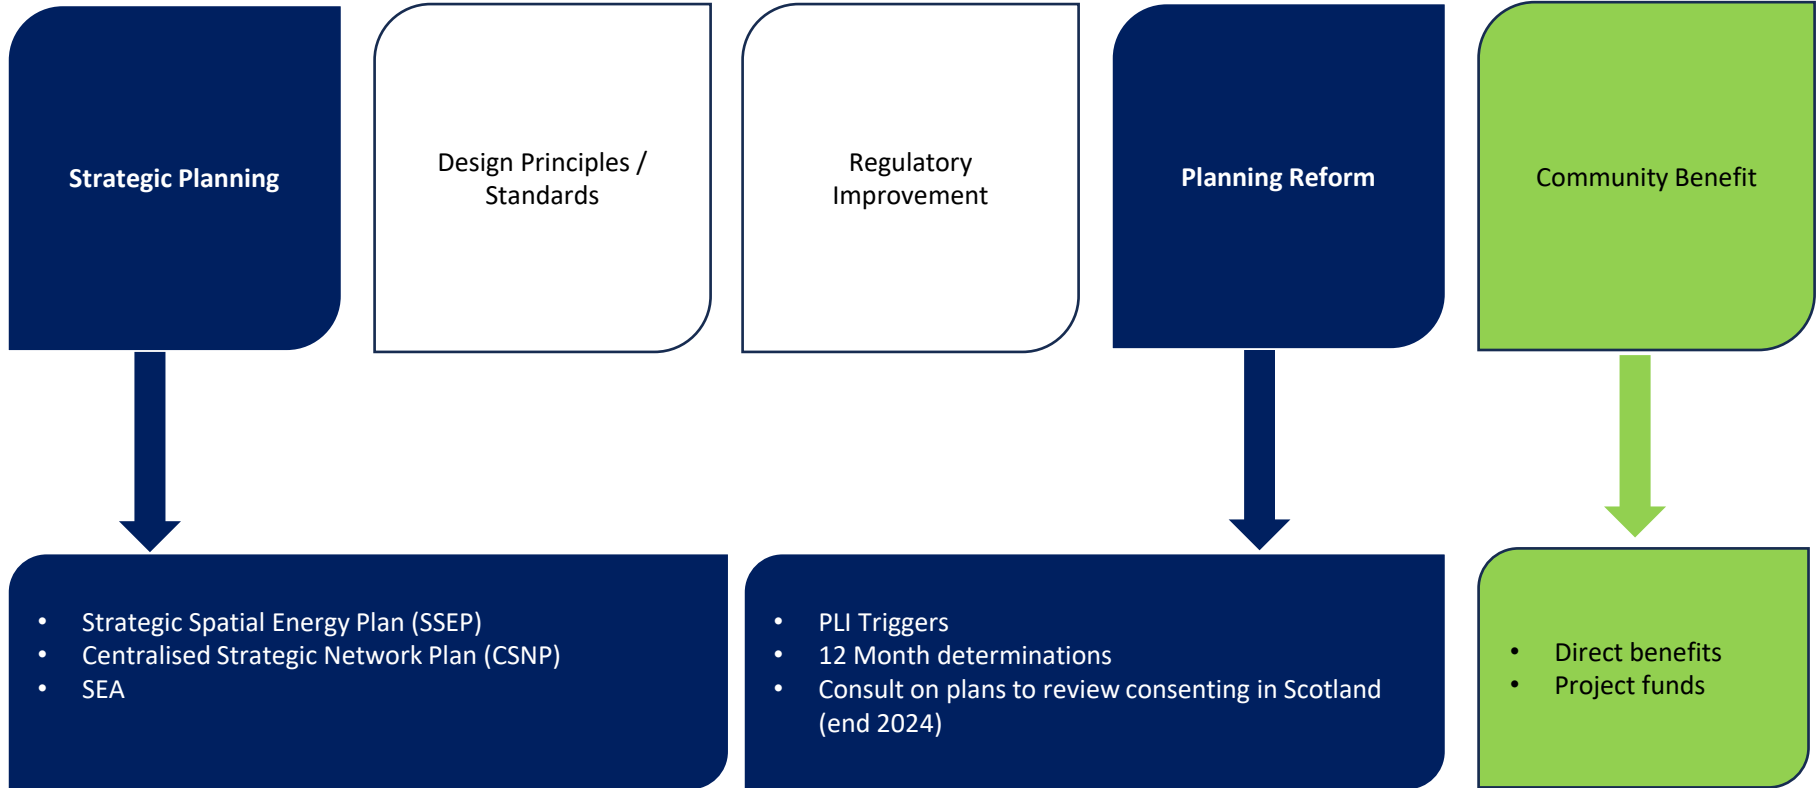 Strategic Planning
Design Principles /
Standards
Regulatory
Improvement
Planning Reform
Community Benefit
• Strategic Spatial Energy Plan (SSEP)
• Centralised Strategic Network Plan (CSNP)
• SEA
• PLI Triggers
• 12 Month determinations
• Consult on plans to review consenting in Scotland
(end 2024)
• Direct benefits
• Project funds